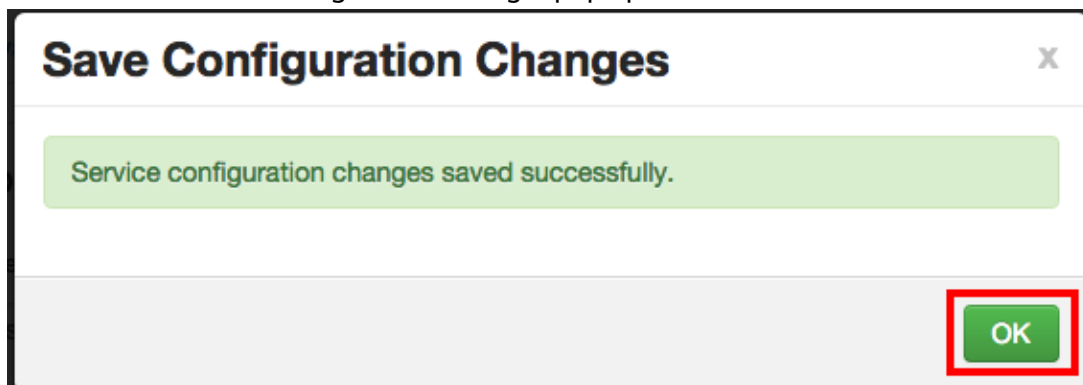 Save Configuration Changes
x
Service configuration changes saved successfully.
OK